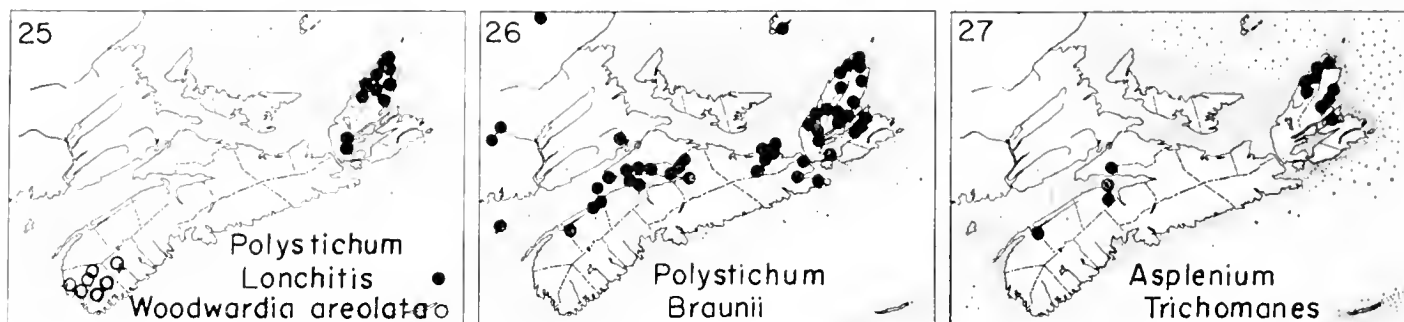 25
Polystichum
Lonchitis ●
Woodwardia areolata ○
26
Polystichum
Braunii
27
Asplenium
Trichomanes